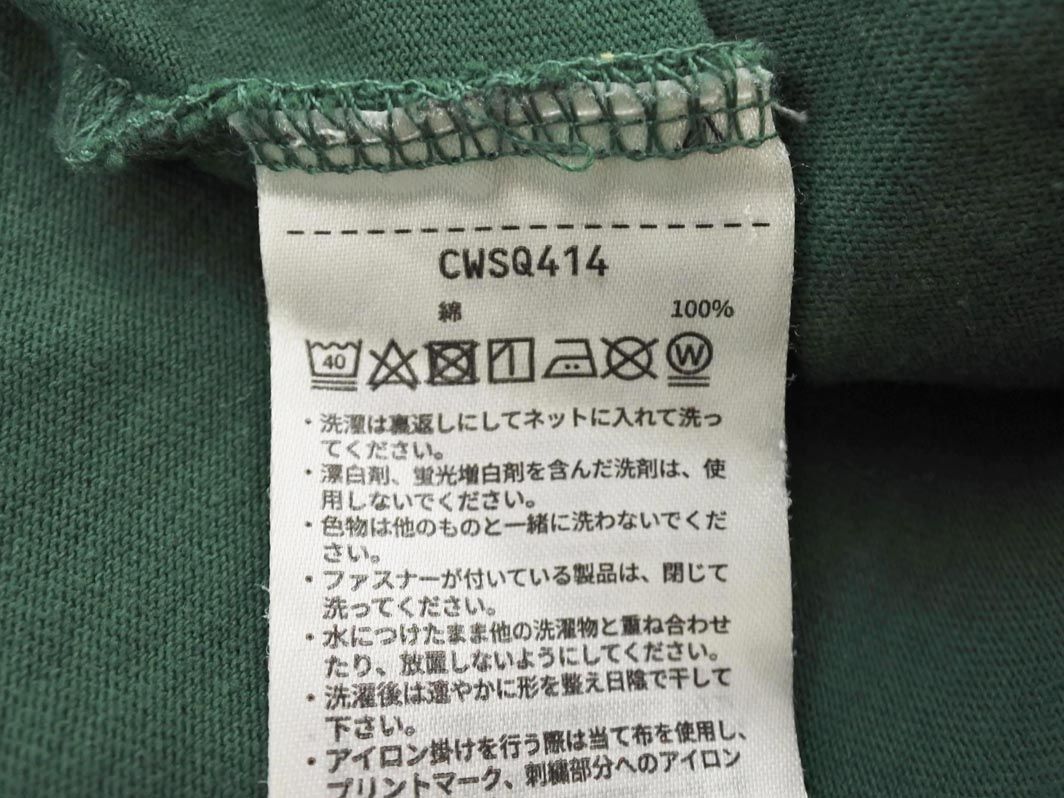 CWSQ414
綿 100%
40 W
・洗濯は裏返しにしてネットに入れて洗っ
てください。
・漂白剤、蛍光増白剤を含んだ洗剤は、使
用しないでください。
・色物は他のものと一緒に洗わないでくだ
さい。
・ファスナーが付いている製品は、閉じて
洗ってください。
・水につけたまま他の洗濯物と重ね合わせ
たり、放置しないようにしてください。
・洗濯後は速やかに形を整え日陰で干して
下さい。
・アイロン掛けを行う際は当て布を使用し、
プリントマーク、刺繍部分へのアイロン